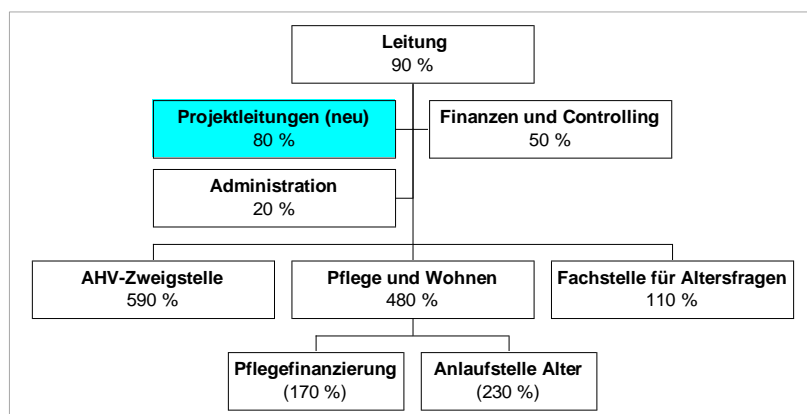 Leitung
90 %
Projektleitungen (neu)
80 %
Finanzen und Controlling
50 %
Administration
20 %
AHV-Zweigstelle
590 %
Pflege und Wohnen
480 %
Fachstelle für Altersfragen
110 %
Pflegefinanzierung
(170 %)
Anlaufstelle Alter
(230 %)